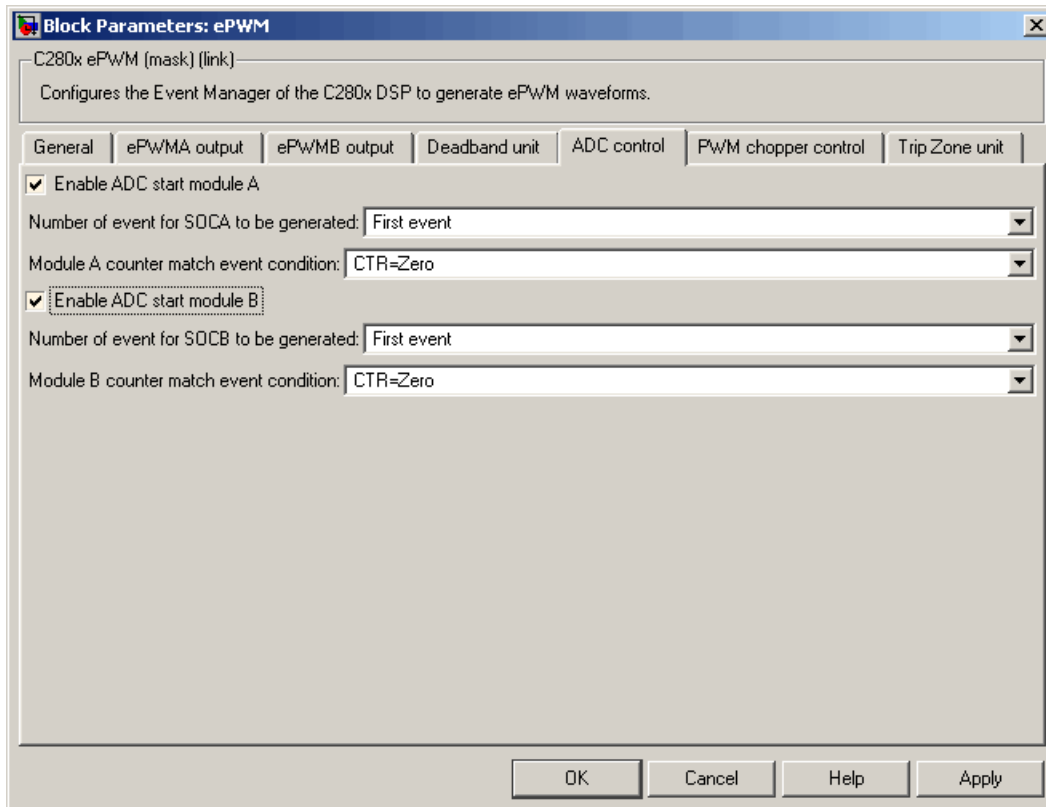 Block Parameters: ePWM
C280x ePWM (mask) (link)
Configures the Event Manager of the C280x DSP to generate ePWM waveforms.
General ePWMA output ePWMB output Deadband unit ADC control PWM chopper control Trip Zone unit
Enable ADC start module A
Number of event for SOCA to be generated: First event
Module A counter match event condition: CTR=Zero
Enable ADC start module B
Number of event for SOCB to be generated: First event
Module B counter match event condition: CTR=Zero
OK Cancel Help Apply